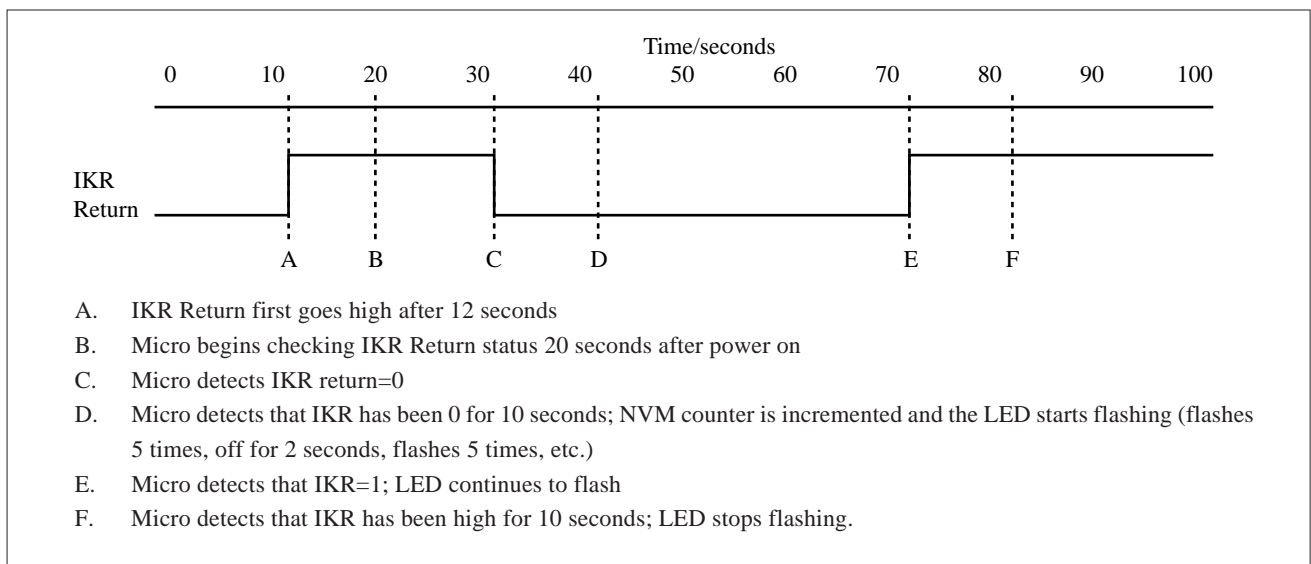 Time/seconds
0 10 20 30 40 50 60 70 80 90 100
IKR
Return
A B C D E F
A. IKR Return first goes high after 12 seconds
B. Micro begins checking IKR Return status 20 seconds after power on
C. Micro detects IKR return=0
D. Micro detects that IKR has been 0 for 10 seconds; NVM counter is incremented and the LED starts flashing (flashes
5 times, off for 2 seconds, flashes 5 times, etc.)
E. Micro detects that IKR=1; LED continues to flash
F. Micro detects that IKR has been high for 10 seconds; LED stops flashing.